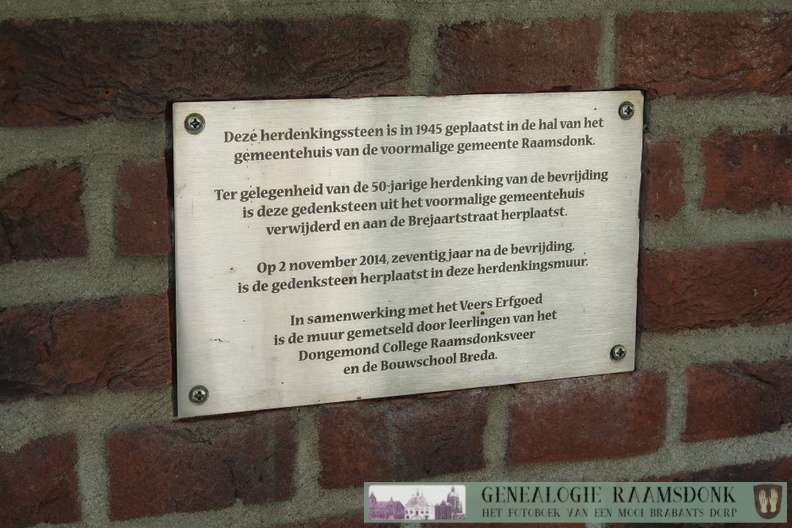 Deze herdenkingssteen is in 1945 geplaatst in de hal van het
gemeentehuis van de voormalige gemeente Raamsdonk.
Ter gelegenheid van de 50-jarige herdenking van de bevrijding
is deze gedenksteen uit het voormalige gemeentehuis
verwijderd en aan de Brejaartstraat herplaatst.
Op 2 november 2014, zeventig jaar na de bevrijding,
is de gedenksteen herplaatst in deze herdenkingsmuur.
In samenwerking met het Veers Erfgoed
is de muur gemetseld door leerlingen van het
Dongemond College Raamsdonksveer
en de Bouwschool Breda.
GENEALOGIE RAAMSDONK
HET FOTOBOEK VAN EEN MOOI BRABANTS DORP